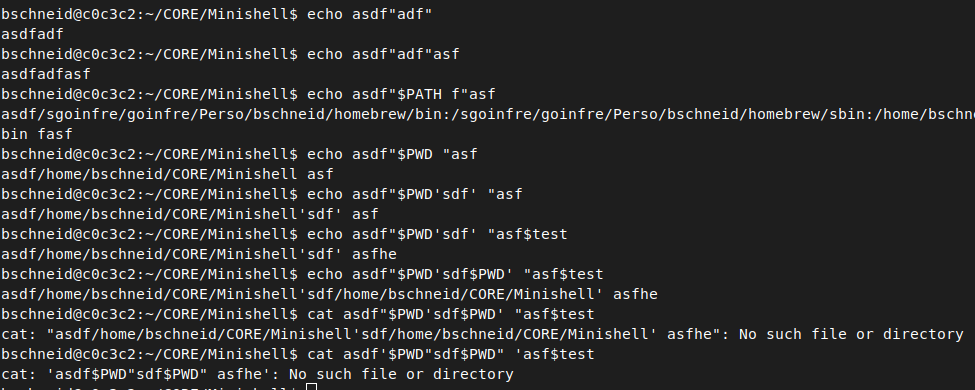 bschneid@c0c3c2:~/CORE/Minishell$ echo asdf"adf"
asdfadf
bschneid@c0c3c2:~/CORE/Minishell$ echo asdf"adf"asf
asdfadfasf
bschneid@c0c3c2:~/CORE/Minishell$ echo asdf"$PATH f"asf
asdf/sgoinfre/goinfre/Perso/bschneid/homebrew/bin:/sgoinfre/goinfre/Perso/bschneid/homebrew/sbin:/home/bschne
bin fasf
bschneid@c0c3c2:~/CORE/Minishell$ echo asdf"$PWD "asf
asdf/home/bschneid/CORE/Minishell asf
bschneid@c0c3c2:~/CORE/Minishell$ echo asdf"$PWD'sdf' "asf
asdf/home/bschneid/CORE/Minishell'sdf' asf
bschneid@c0c3c2:~/CORE/Minishell$ echo asdf"$PWD'sdf' "asf$test
asdf/home/bschneid/CORE/Minishell'sdf' asfhe
bschneid@c0c3c2:~/CORE/Minishell$ echo asdf"$PWD'sdf$PWD' "asf$test
asdf/home/bschneid/CORE/Minishell'sdf/home/bschneid/CORE/Minishell' asfhe
bschneid@c0c3c2:~/CORE/Minishell$ cat asdf"$PWD'sdf$PWD' "asf$test
cat: "asdf/home/bschneid/CORE/Minishell'sdf/home/bschneid/CORE/Minishell' asfhe": No such file or directory
bschneid@c0c3c2:~/CORE/Minishell$ cat asdf'$PWD"sdf$PWD" 'asf$test
cat: 'asdf$PWD"sdf$PWD" asfhe': No such file or directory